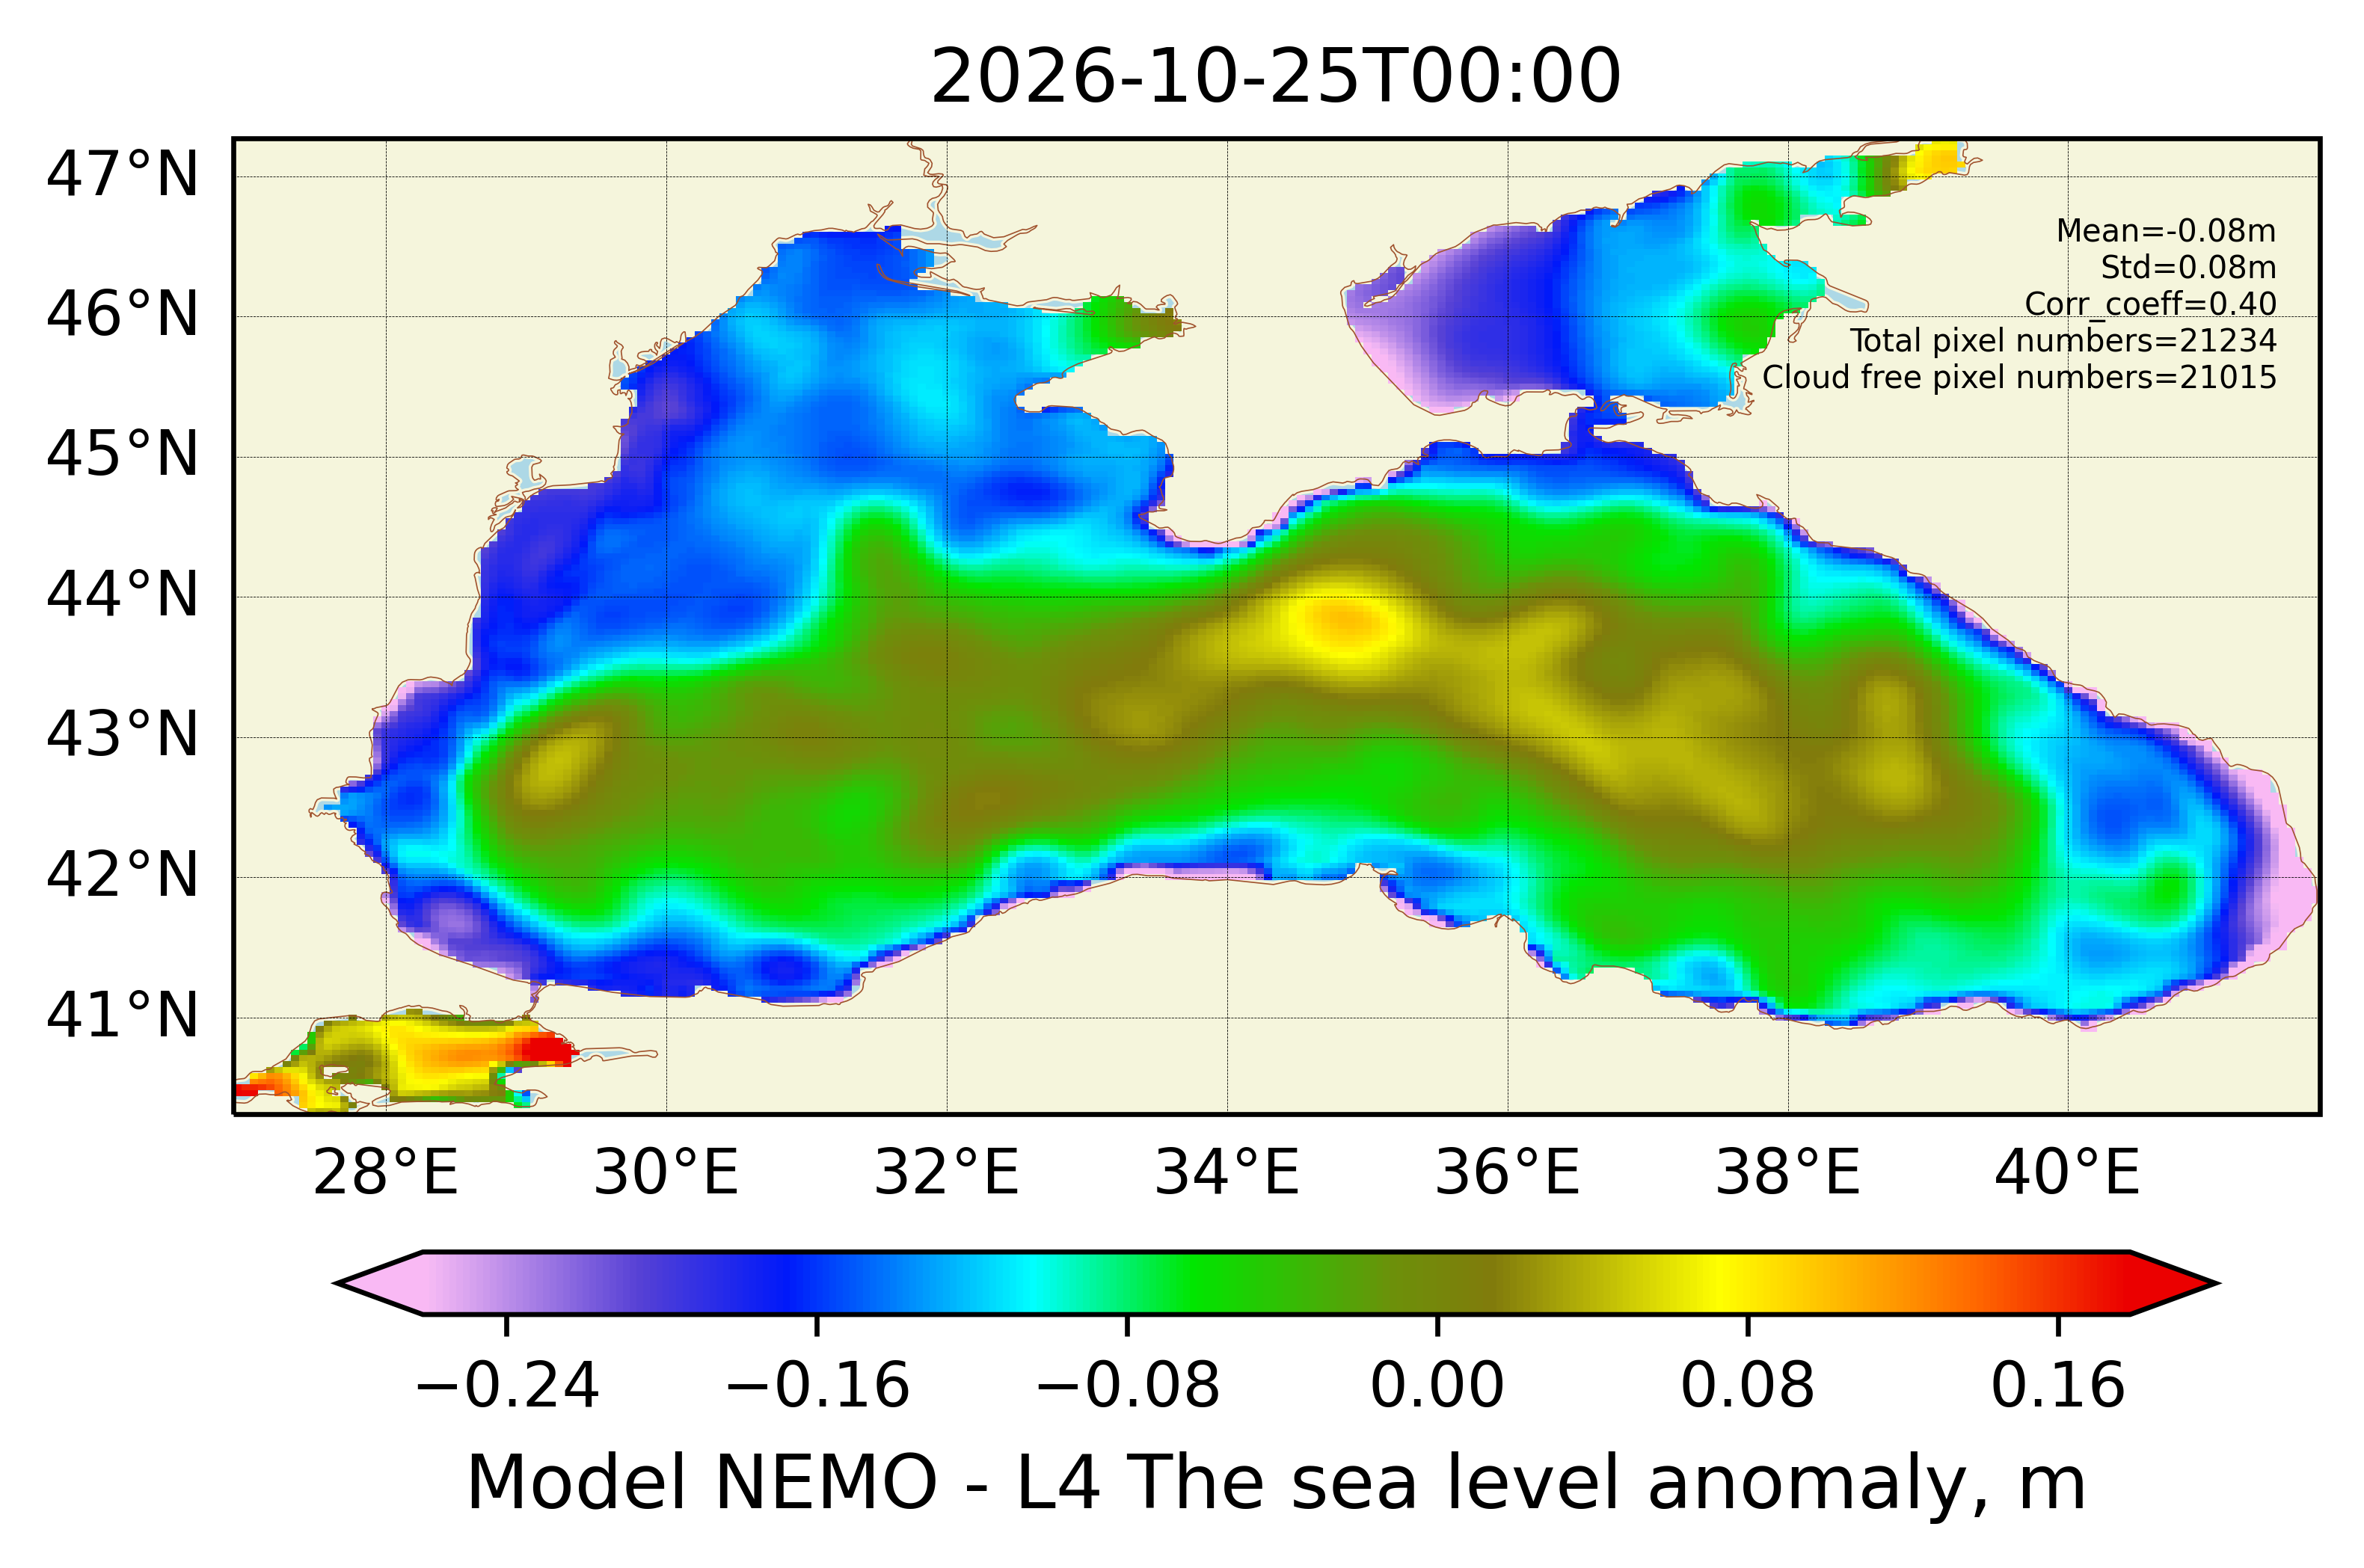 2026-10-25T00:00
47°N
46°N
45°N
44°N
43°N
42°N
41°N
Mean=-0.08m
Std=0.08m
Corr_coeff=0.40
Total pixel numbers=21234
Cloud free pixel numbers=21015
28°E 30°E 32°E 34°E 36°E 38°E 40°E
−0.24 −0.16 −0.08 0.00 0.08 0.16
Model NEMO - L4 The sea level anomaly, m